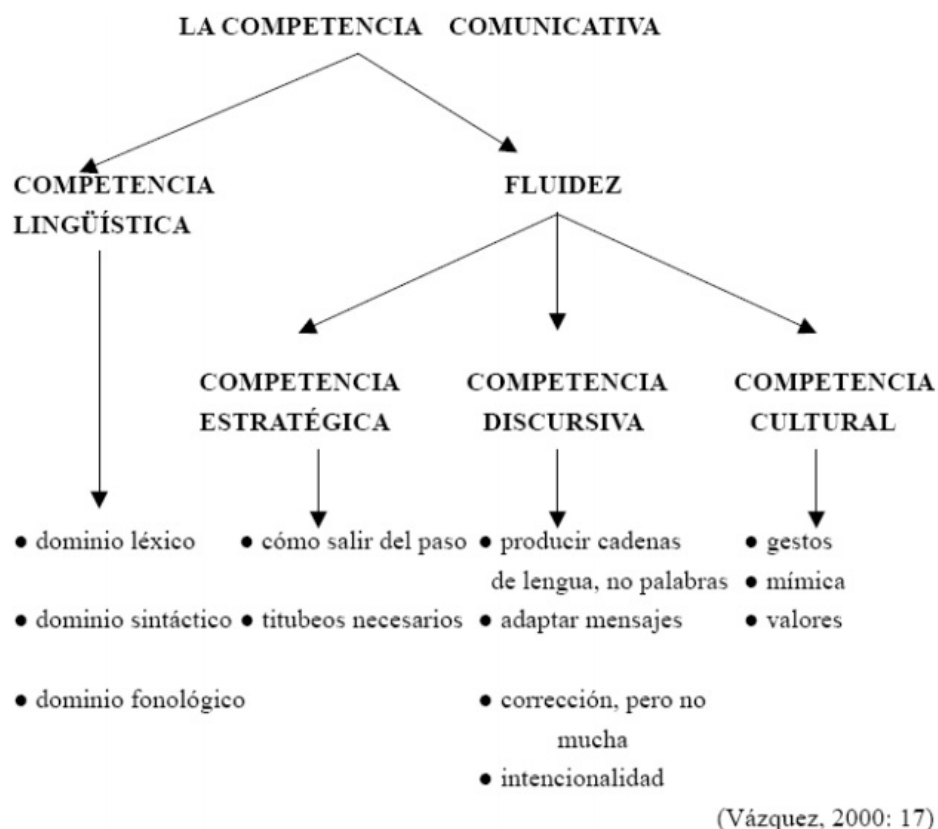 LA COMPETENCIA COMUNICATIVA
COMPETENCIA
LINGÜÍSTICA
FLUIDEZ
COMPETENCIA
ESTRATÉGICA
COMPETENCIA
DISCURSIVA
COMPETENCIA
CULTURAL
● dominio léxico
● dominio sintáctico
● dominio fonológico
● cómo salir del paso
● titubeos necesarios
● producir cadenas
de lengua, no palabras
● adaptar mensajes
● corrección, pero no
mucha
● intencionalidad
● gestos
● mímica
● valores
(Vázquez, 2000: 17)